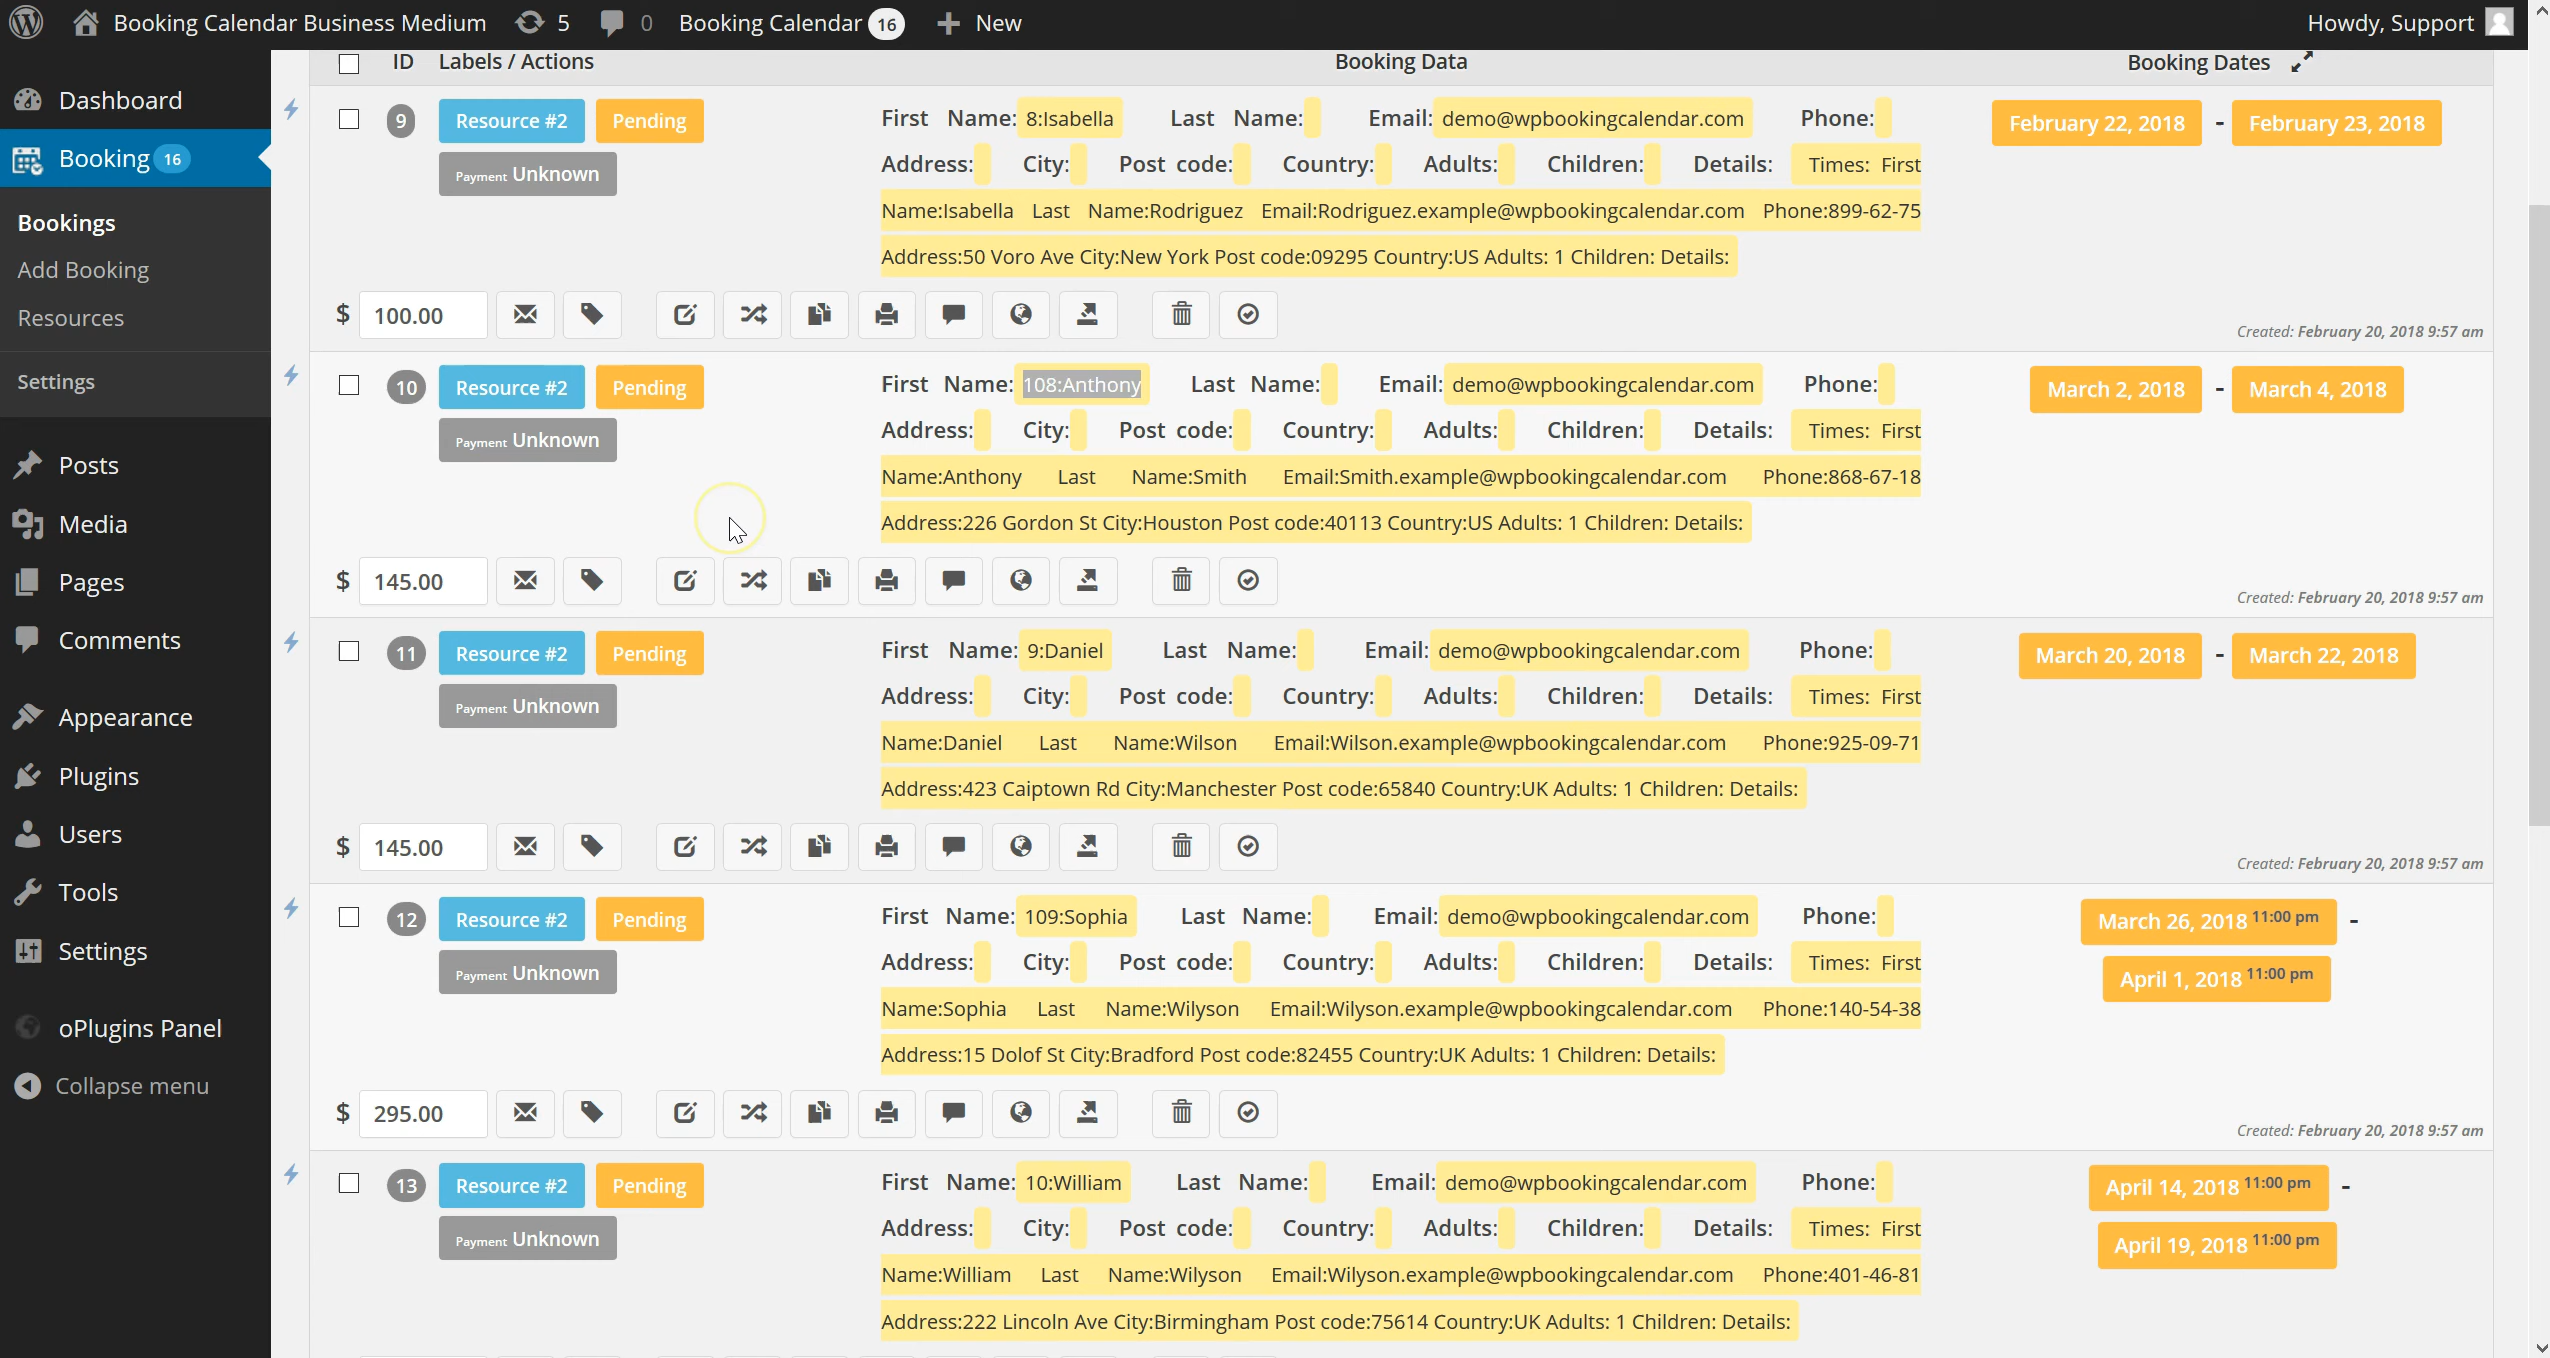 Booking Calendar Business Medium 5 0 Booking Calendar 16 New Howdy, Support
ID Labels / Actions Booking Data Booking Dates
Dashboard
Booking 16
Bookings
Add Booking
Resources
Settings
Posts
Media
Pages
Comments
Appearance
Plugins
Users
Tools
Settings
oPlugins Panel
Collapse menu
9 Resource #2 Pending
Payment Unknown
First Name: 8:Isabella Last Name: Email: demo@wpbookingcalendar.com Phone:
Address: City: Post code: Country: Adults: Children: Details: Times: First
Name:Isabella Last Name:Rodriguez Email:Rodriguez.example@wpbookingcalendar.com Phone:899-62-75
Address:50 Voro Ave City:New York Post code:09295 Country:US Adults: 1 Children: Details:
February 22, 2018 - February 23, 2018
$ 100.00
Created: February 20, 2018 9:57 am
10 Resource #2 Pending
Payment Unknown
First Name: 108:Anthony Last Name: Email: demo@wpbookingcalendar.com Phone:
Address: City: Post code: Country: Adults: Children: Details: Times: First
Name:Anthony Last Name:Smith Email:Smith.example@wpbookingcalendar.com Phone:868-67-18
Address:226 Gordon St City:Houston Post code:40113 Country:US Adults: 1 Children: Details:
March 2, 2018 - March 4, 2018
$ 145.00
Created: February 20, 2018 9:57 am
11 Resource #2 Pending
Payment Unknown
First Name: 9:Daniel Last Name: Email: demo@wpbookingcalendar.com Phone:
Address: City: Post code: Country: Adults: Children: Details: Times: First
Name:Daniel Last Name:Wilson Email:Wilson.example@wpbookingcalendar.com Phone:925-09-71
Address:423 Caiptown Rd City:Manchester Post code:65840 Country:UK Adults: 1 Children: Details:
March 20, 2018 - March 22, 2018
$ 145.00
Created: February 20, 2018 9:57 am
12 Resource #2 Pending
Payment Unknown
First Name: 109:Sophia Last Name: Email: demo@wpbookingcalendar.com Phone:
Address: City: Post code: Country: Adults: Children: Details: Times: First
Name:Sophia Last Name:Wilyson Email:Wilyson.example@wpbookingcalendar.com Phone:140-54-38
Address:15 Dolof St City:Bradford Post code:82455 Country:UK Adults: 1 Children: Details:
March 26, 2018 11:00 pm -
April 1, 2018 11:00 pm
$ 295.00
Created: February 20, 2018 9:57 am
13 Resource #2 Pending
Payment Unknown
First Name: 10:William Last Name: Email: demo@wpbookingcalendar.com Phone:
Address: City: Post code: Country: Adults: Children: Details: Times: First
Name:William Last Name:Wilyson Email:Wilyson.example@wpbookingcalendar.com Phone:401-46-81
Address:222 Lincoln Ave City:Birmingham Post code:75614 Country:UK Adults: 1 Children: Details:
April 14, 2018 11:00 pm -
April 19, 2018 11:00 pm